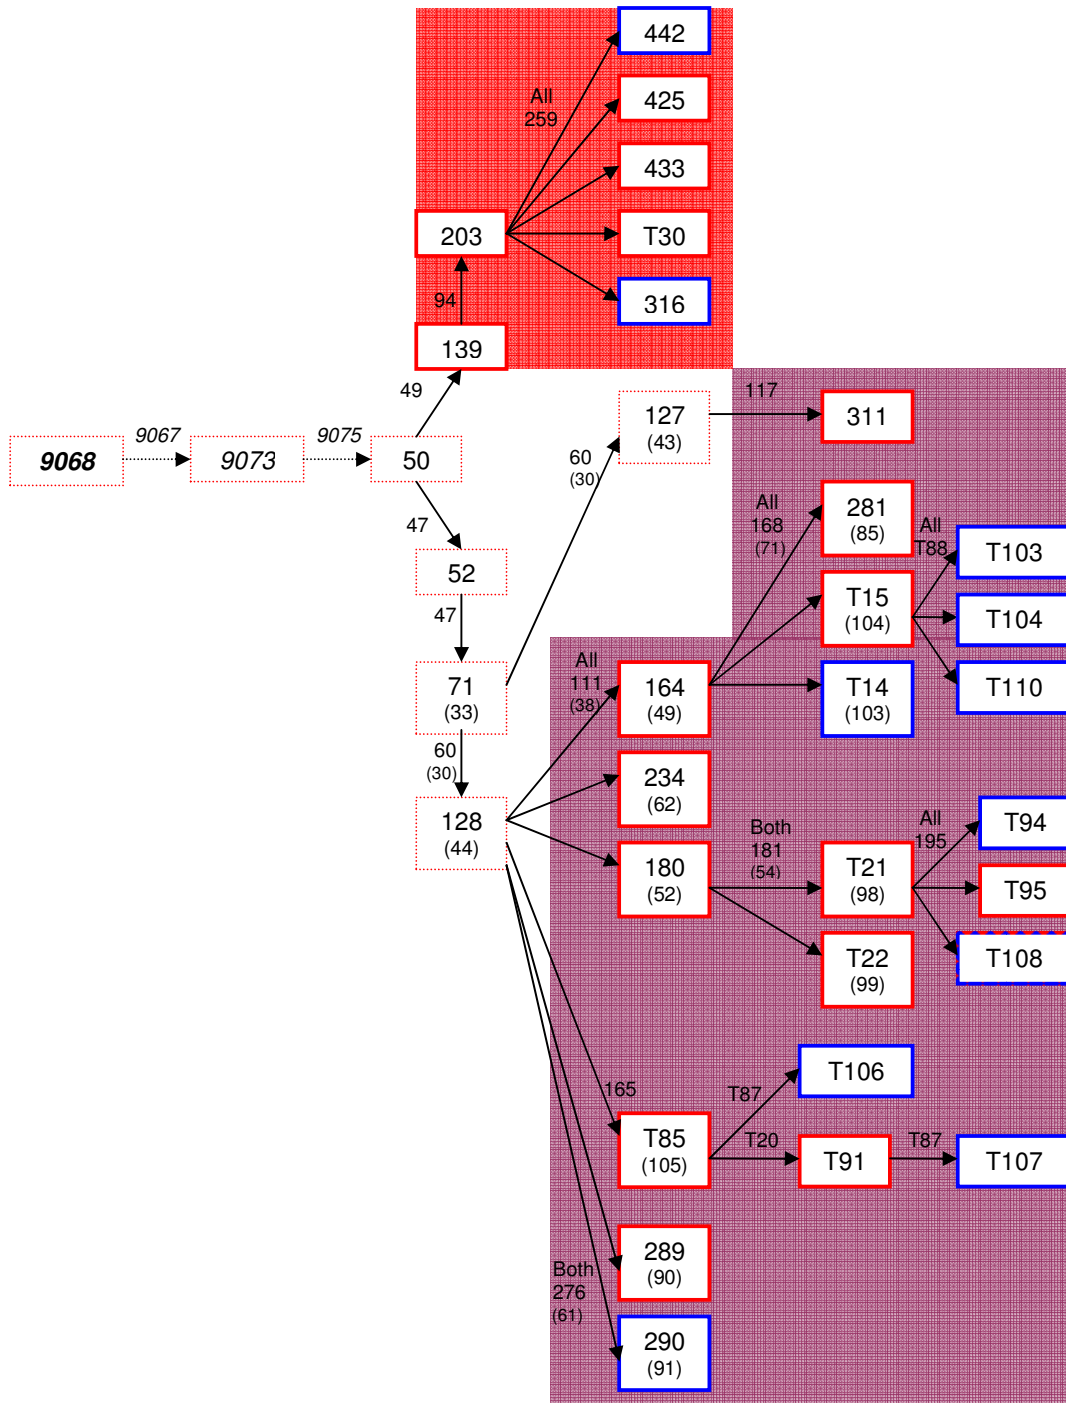 442
All
259
425
433
203
T30
94
316
139
49
127
(43)
117
311
9068
9067
9073
9075
50
60
(30)
47
All
168
(71)
281
(85)
All
T88
T103
52
47
T15
(104)
T104
71
(33)
All
111
(38)
164
(49)
T14
(103)
T110
60
(30)
234
(62)
128
(44)
Both
181
(54)
All
195
T94
180
(52)
T21
(98)
T95
T22
(99)
T108
165
T87
T106
T85
(105)
T20
T91
T87
T107
289
(90)
Both
276
(61)
290
(91)